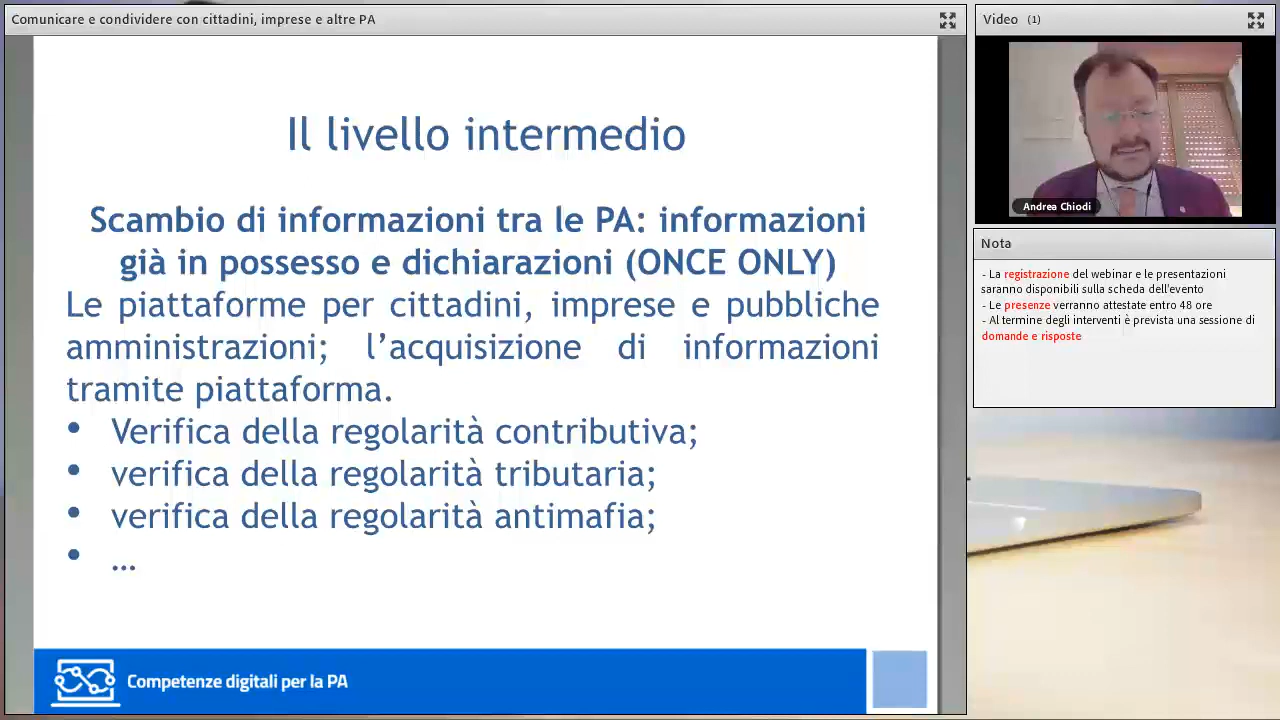 Comunicare e condividere con cittadini, imprese e altre PA
Il livello intermedio
Scambio di informazioni tra le PA: informazioni
già in possesso e dichiarazioni (ONCE ONLY)
Le piattaforme per cittadini, imprese e pubbliche
amministrazioni; l’acquisizione di informazioni
tramite piattaforma.
• Verifica della regolarità contributiva;
• verifica della regolarità tributaria;
• verifica della regolarità antimafia;
• …
Competenze digitali per la PA
Video (1)
Andrea Chiodi
Nota
- La registrazione del webinar e le presentazioni
saranno disponibili sulla scheda dell'evento
- Le presenze verranno attestate entro 48 ore
- Al termine degli interventi è prevista una sessione di
domande e risposte